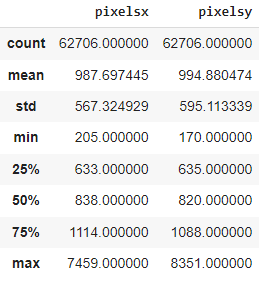 pixelsx pixelsy
count 62706.000000 62706.000000
mean 987.697445 994.880474
std 567.324929 595.113339
min 205.000000 170.000000
25% 633.000000 635.000000
50% 838.000000 820.000000
75% 1114.000000 1088.000000
max 7459.000000 8351.000000